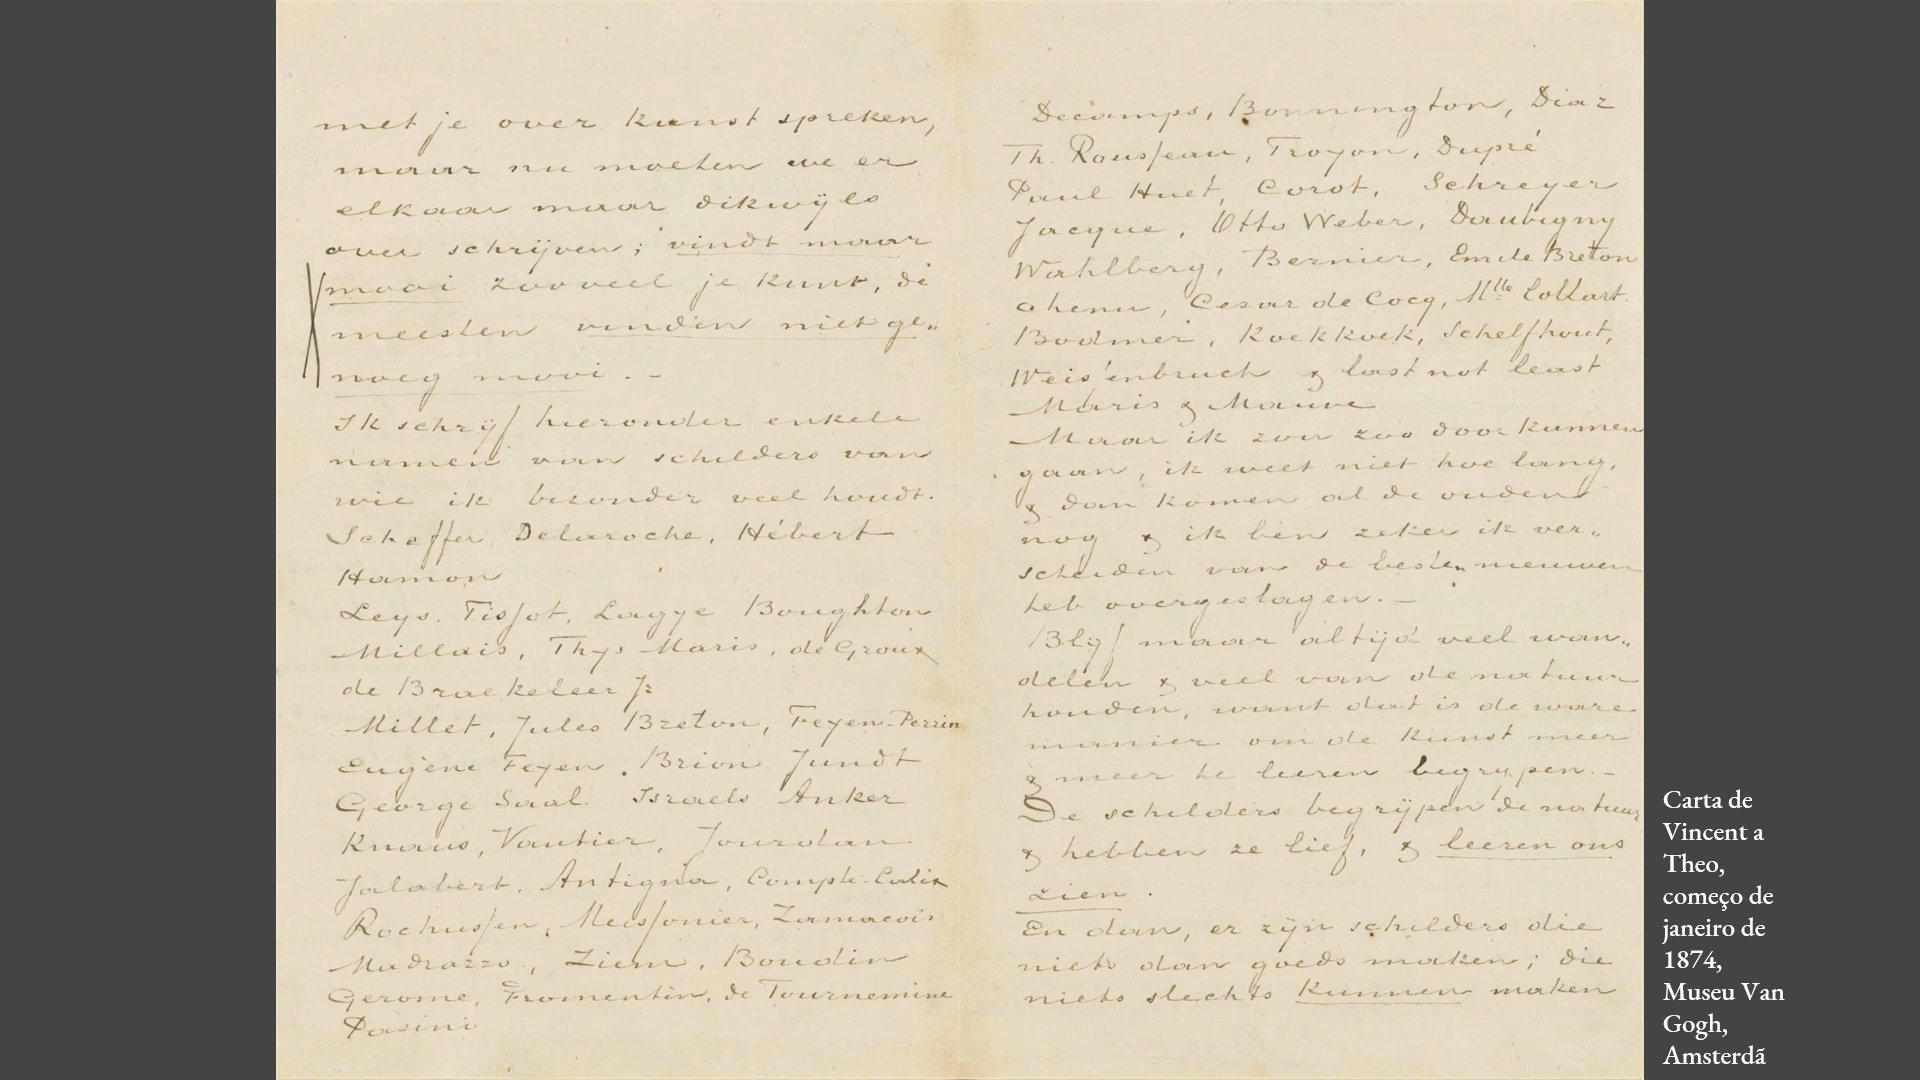 met je over kunst spreken,
maar nu moeten we er
elkaar maar dikwijls
over schrijven; vindt maar
mooi zooveel je kunt, de
meesten vinden niet ge„
noeg mooi. –
Ik schrijf hieronder enkele
namen van schilders van
wie ik bizonder veel houdt.
Scheffer, Delaroche, Hébert
Hamon
Leys. Tissot, Lagye Boughton
Millais, Thys Maris, de Groux
de Braekeleer Jr
Millet, Jules Breton, Feyen-Perrin
Eugène Feyen, Brion Jundt
George Saal. Israels Anker
Knaus, Vautier, Jourdan
Jalabert, Antigna, Compte-Calix
Rochussen, Meissonier, Zamacois
Madrazzo, Ziem, Boudin
Gerome, Fromentin, de Tournemine
Pasini
Decamps, Bonnington, Diaz
Th. Rousseau, Troyon, Dupré
Paul Huet, Corot, Schreyer
Jacque, Otto Weber, Daubigny
Wahlberg, Bernier, Emile Breton
Chenu, Cesar de Cocq, Mlle Collart.
Bodmer, Koekkoek, Schelfhout,
Weissenbruch & last not least
Maris & Mauve
Maar ik zou zoo door kunnen
gaan, ik weet niet hoe lang,
& dan komen al de ouden
nog & ik ben zeker ik ver„
scheiden van de besten nieuwen
heb overgeslagen. –
Blijf maar altijd veel wan„
delen & veel van de natuur
houden, want dat is de ware
manier om de kunst meer
& meer te leeren begrijpen. –
De schilders begrijpen de natuur
& hebben ze lief, & leeren ons
zien.
En dan, er zijn schilders die
niets dan goeds maken; die
niets slechts kunnen maken
Carta de
Vincent a
Theo,
começo de
janeiro de
1874,
Museu Van
Gogh,
Amsterdã